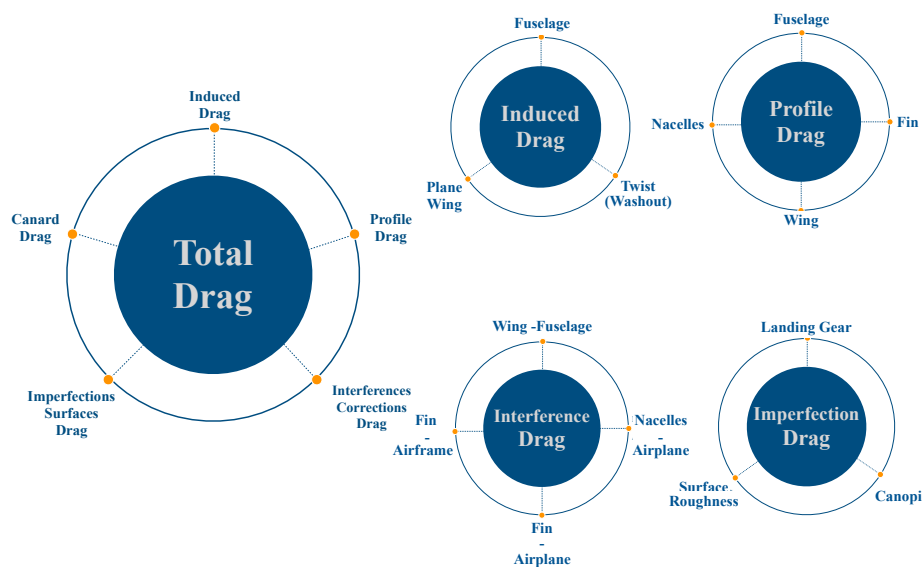 Induced
Drag
Canard
Drag
Profile
Drag
Total
Drag
Imperfections
Surfaces
Drag
Interferences
Corrections
Drag
Fuselage
Induced
Drag
Plane
Wing
Twist
(Washout)
Fuselage
Nacelles
Profile
Drag
Fin
Wing
Wing -Fuselage
Fin
-
Airframe
Interference
Drag
Nacelles
-
Airplane
Fin
-
Airplane
Landing Gear
Imperfection
Drag
Surface
Roughness
Canopi